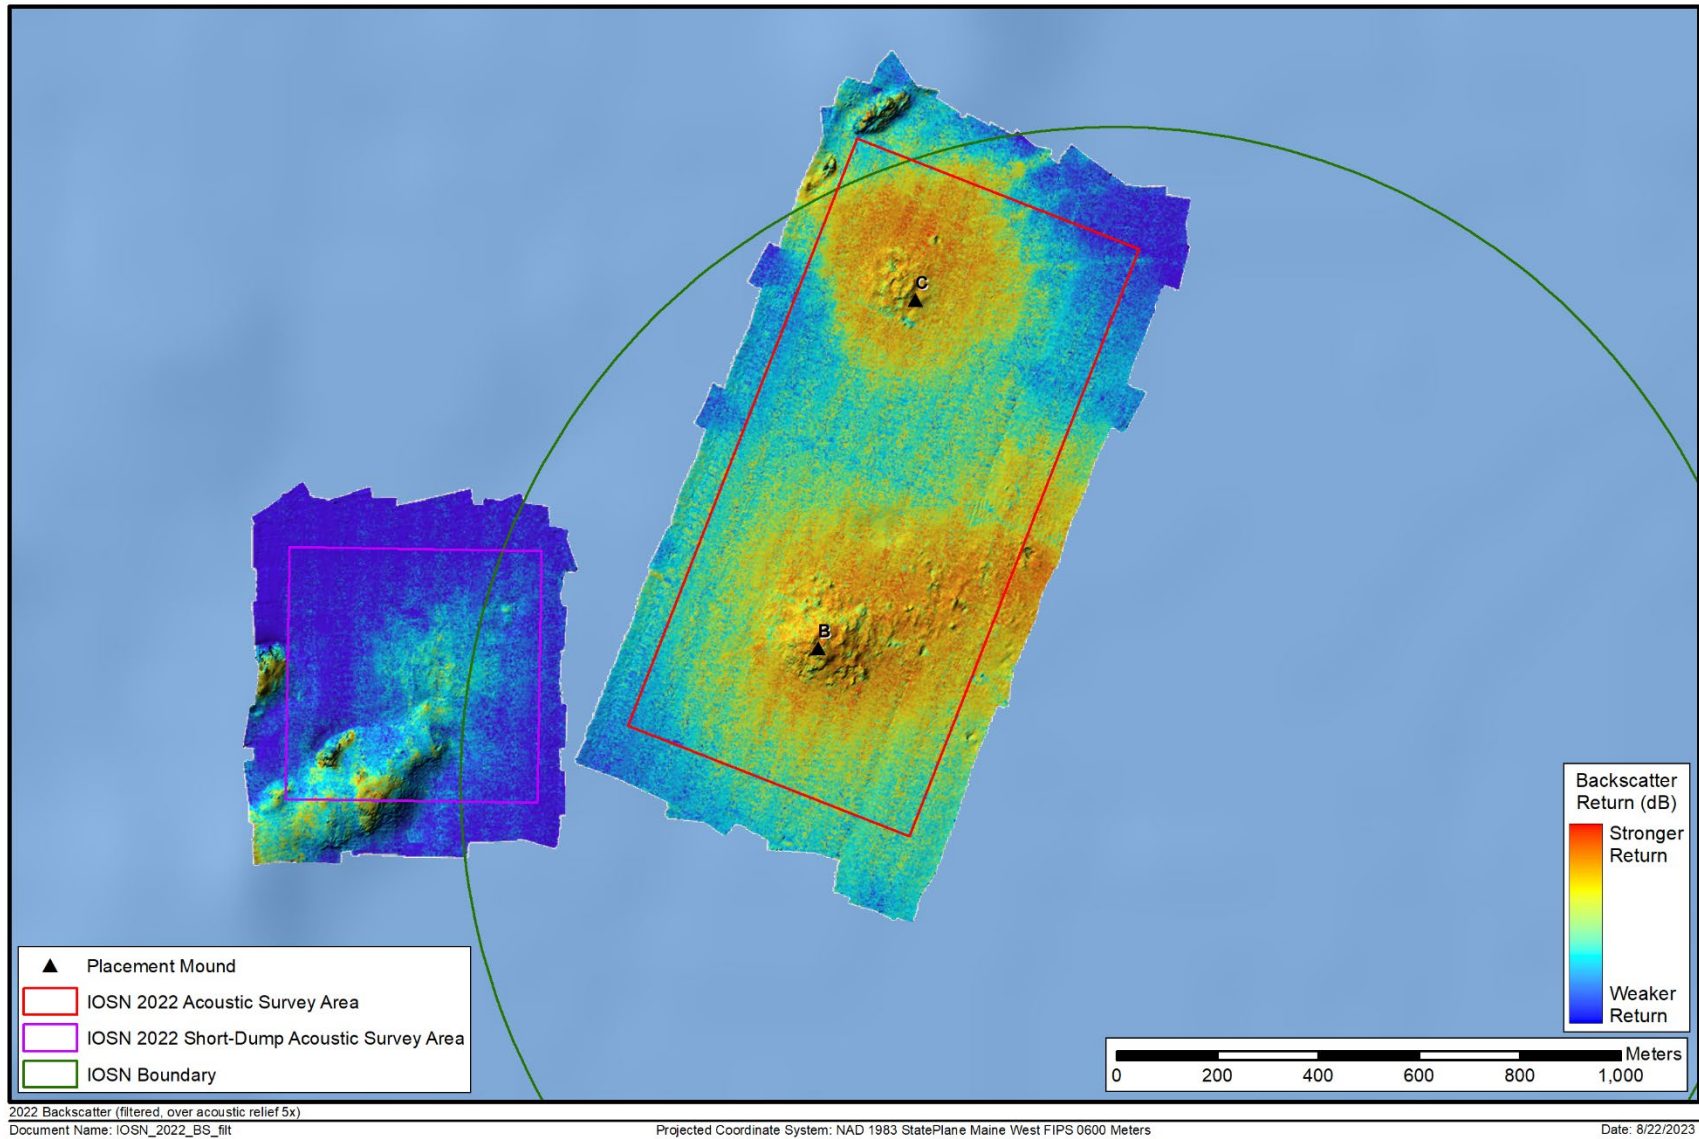 C
B
Backscatter
Return (dB)
Stronger
Return
Weaker
Return
Placement Mound
IOSN 2022 Acoustic Survey Area
IOSN 2022 Short-Dump Acoustic Survey Area
IOSN Boundary
Meters
0 200 400 600 800 1,000
2022 Backscatter (filtered, over acoustic relief 5x)
Document Name: IOSN_2022_BS_filt Projected Coordinate System: NAD 1983 StatePlane Maine West FIPS 0600 Meters Date: 8/22/2023